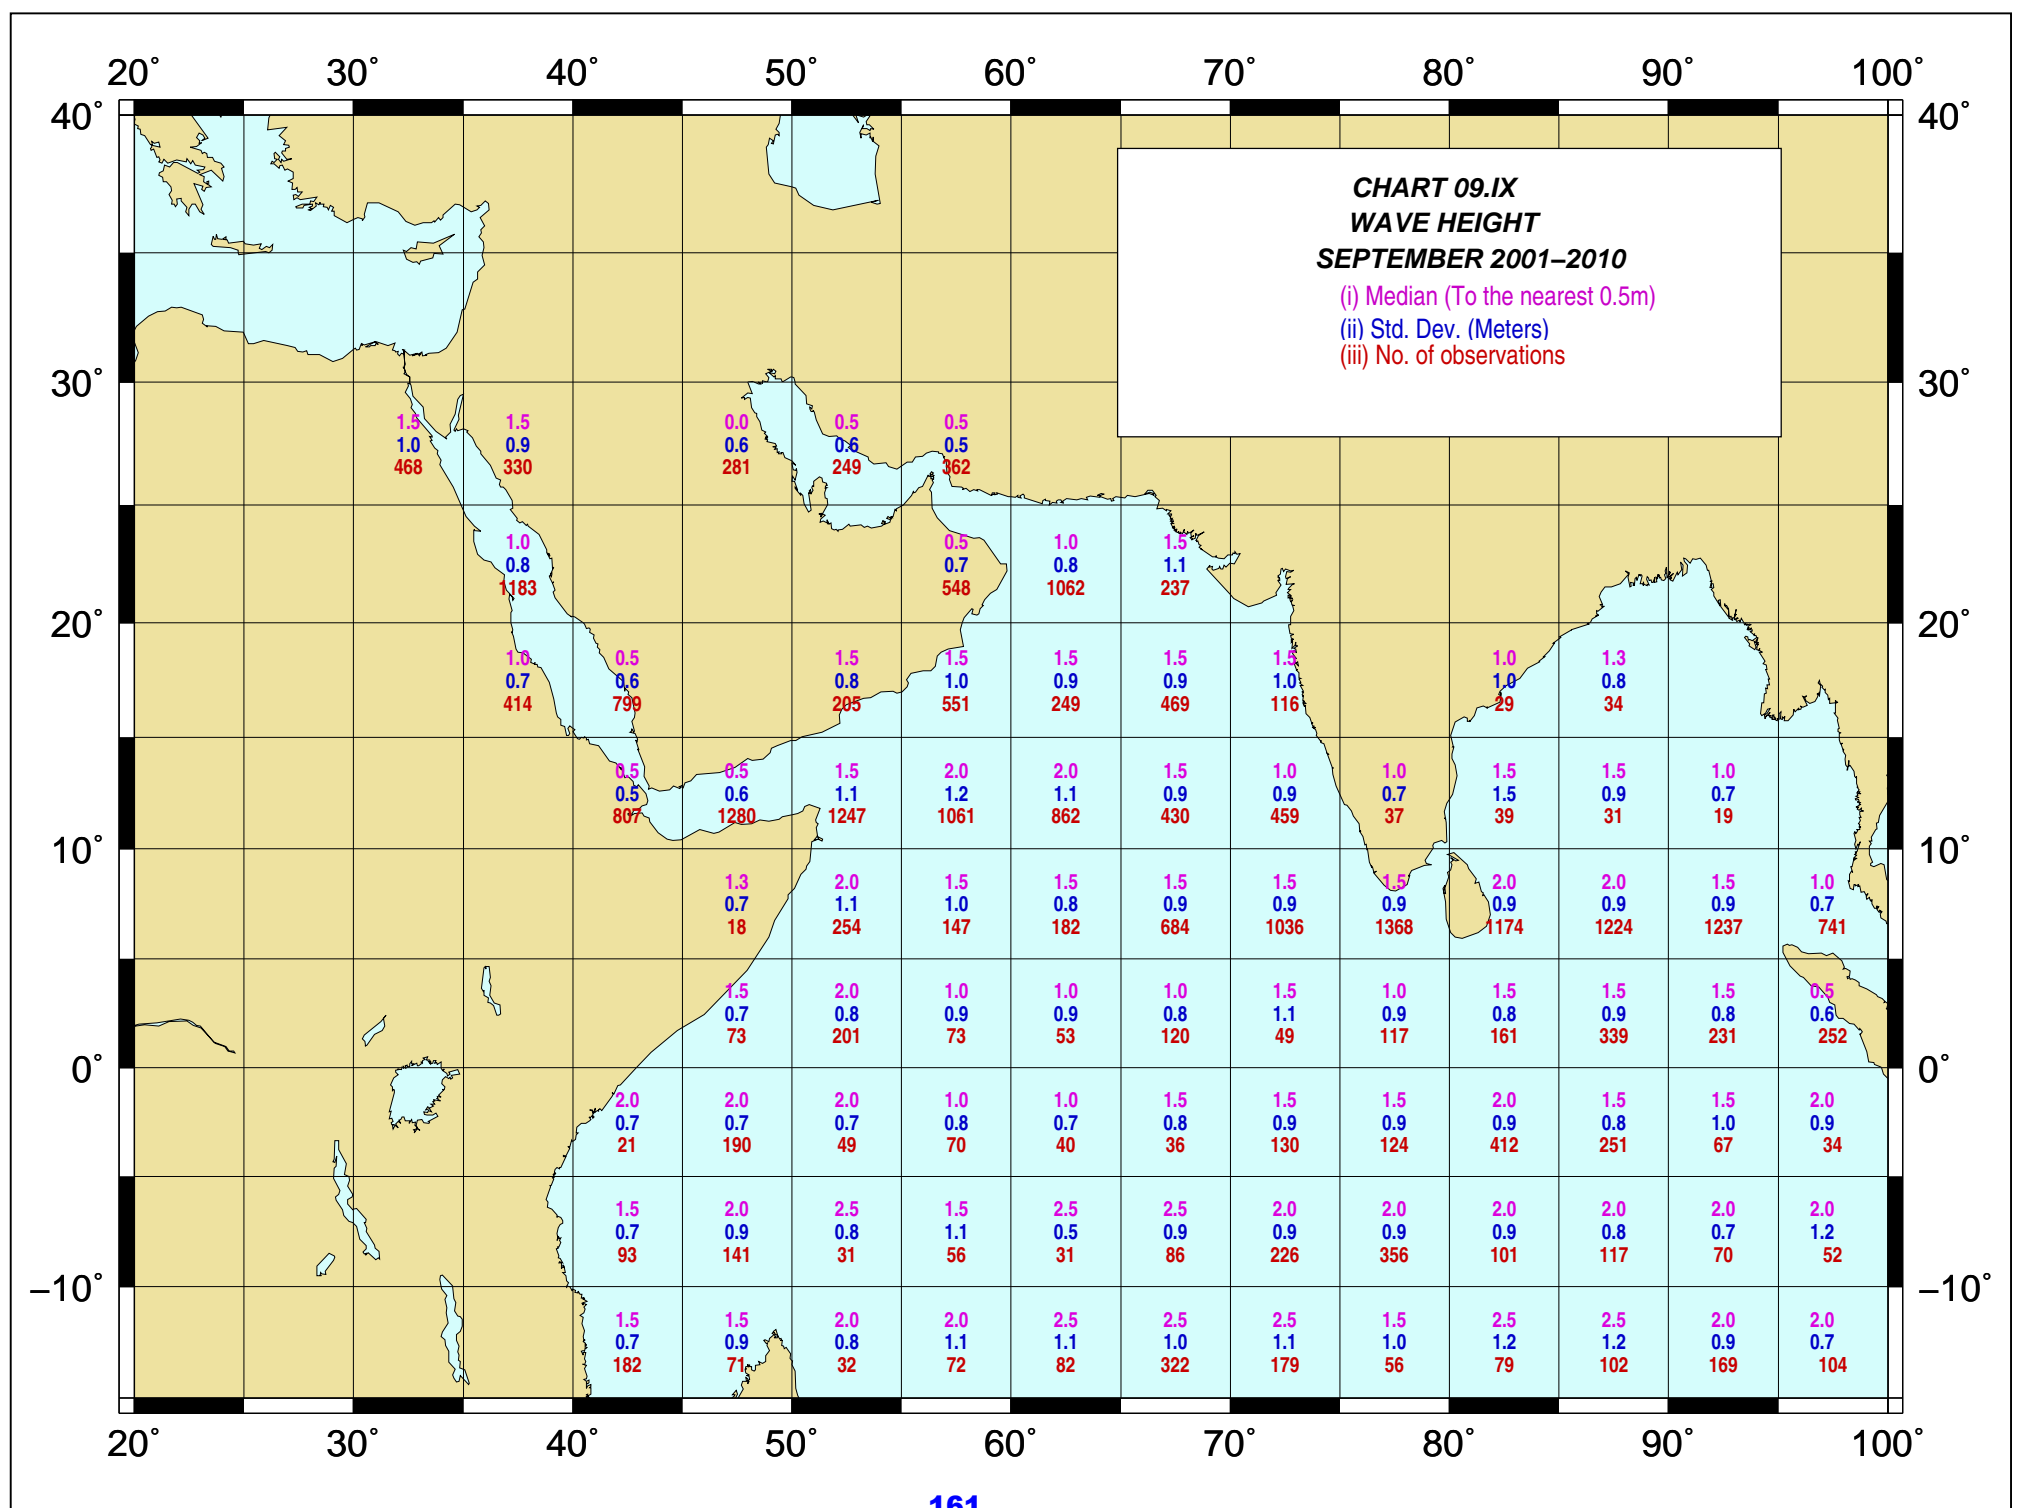 20° 30° 40° 50° 60° 70° 80° 90° 100°
40° 40°
CHART 09.IX
WAVE HEIGHT
SEPTEMBER 2001–2010
(i) Median (To the nearest 0.5m)
(ii) Std. Dev. (Meters)
(iii) No. of observations
30° 30°
1.5 1.5 0.0 0.5 0.5
1.0 0.9 0.6 0.6 0.5
468 330 281 249 362
1.0 0.5 1.0 1.5
0.8 0.7 0.8 1.1
1183 548 1062 237
20° 20°
1.0 0.5 1.5 1.5 1.5 1.5 1.5 1.0 1.3
0.7 0.6 0.8 1.0 0.9 0.9 1.0 1.0 0.8
414 799 205 551 249 469 116 29 34
0.5 0.5 1.5 2.0 2.0 1.5 1.0 1.0 1.5 1.5 1.0
0.5 0.6 1.1 1.2 1.1 0.9 0.9 0.7 1.5 0.9 0.7
807 1280 1247 1061 862 430 459 37 39 31 19
10° 10°
1.3 2.0 1.5 1.5 1.5 1.5 1.5 2.0 2.0 1.5 1.0
0.7 1.1 1.0 0.8 0.9 0.9 0.9 0.9 0.9 0.9 0.7
18 254 147 182 684 1036 1368 1174 1224 1237 741
1.5 2.0 1.0 1.0 1.0 1.5 1.0 1.5 1.5 1.5 0.5
0.7 0.8 0.9 0.9 0.8 1.1 0.9 0.8 0.9 0.8 0.6
73 201 73 53 120 49 117 161 339 231 252
0° 0°
2.0 2.0 2.0 1.0 1.0 1.5 1.5 1.5 2.0 1.5 1.5 2.0
0.7 0.7 0.7 0.8 0.7 0.8 0.9 0.9 0.9 0.8 1.0 0.9
21 190 49 70 40 36 130 124 412 251 67 34
1.5 2.0 2.5 1.5 2.5 2.5 2.0 2.0 2.0 2.0 2.0 2.0
0.7 0.9 0.8 1.1 0.5 0.9 0.9 0.9 0.9 0.8 0.7 1.2
93 141 31 56 31 86 226 356 101 117 70 52
–10° –10°
1.5 1.5 2.0 2.0 2.5 2.5 2.5 1.5 2.5 2.5 2.0 2.0
0.7 0.9 0.8 1.1 1.1 1.0 1.1 1.0 1.2 1.2 0.9 0.7
182 71 32 72 82 322 179 56 79 102 169 104
20° 30° 40° 50° 60° 70° 80° 90° 100°
161